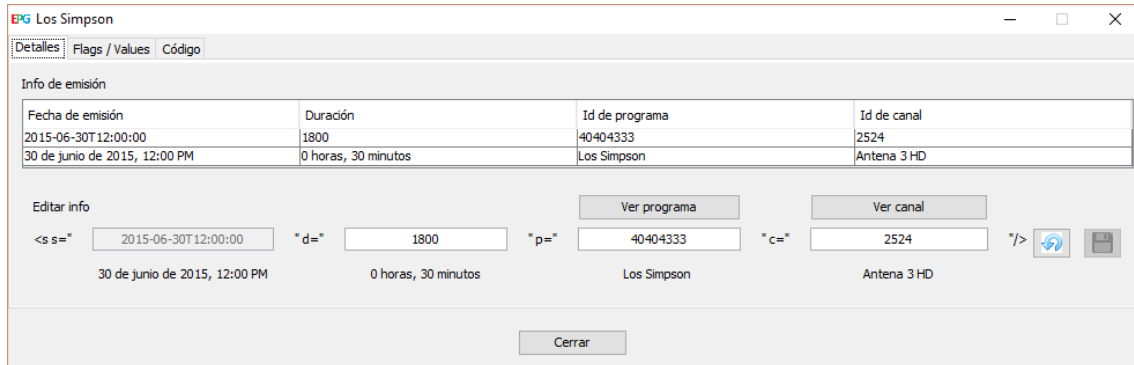 EPG Los Simpson
Detalles Flags / Values Código
Info de emisión
Fecha de emisión Duración Id de programa Id de canal
2015-06-30T12:00:00 1800 40404333 2524
30 de junio de 2015, 12:00 PM 0 horas, 30 minutos Los Simpson Antena 3 HD
Editar info Ver programa Ver canal
<s s=" 2015-06-30T12:00:00 " d=" 1800 " p=" 40404333 " c=" 2524 "/>
30 de junio de 2015, 12:00 PM 0 horas, 30 minutos Los Simpson Antena 3 HD
Cerrar